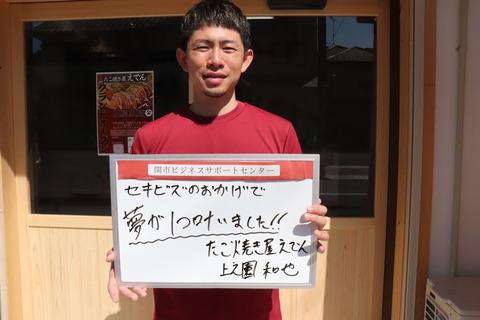 たこ焼き屋 えでん
関市ビジネスサポートセンター
セキビズのおかげで
夢が1つ叶いました!!
たこ焼き屋えでん
上之園 和也